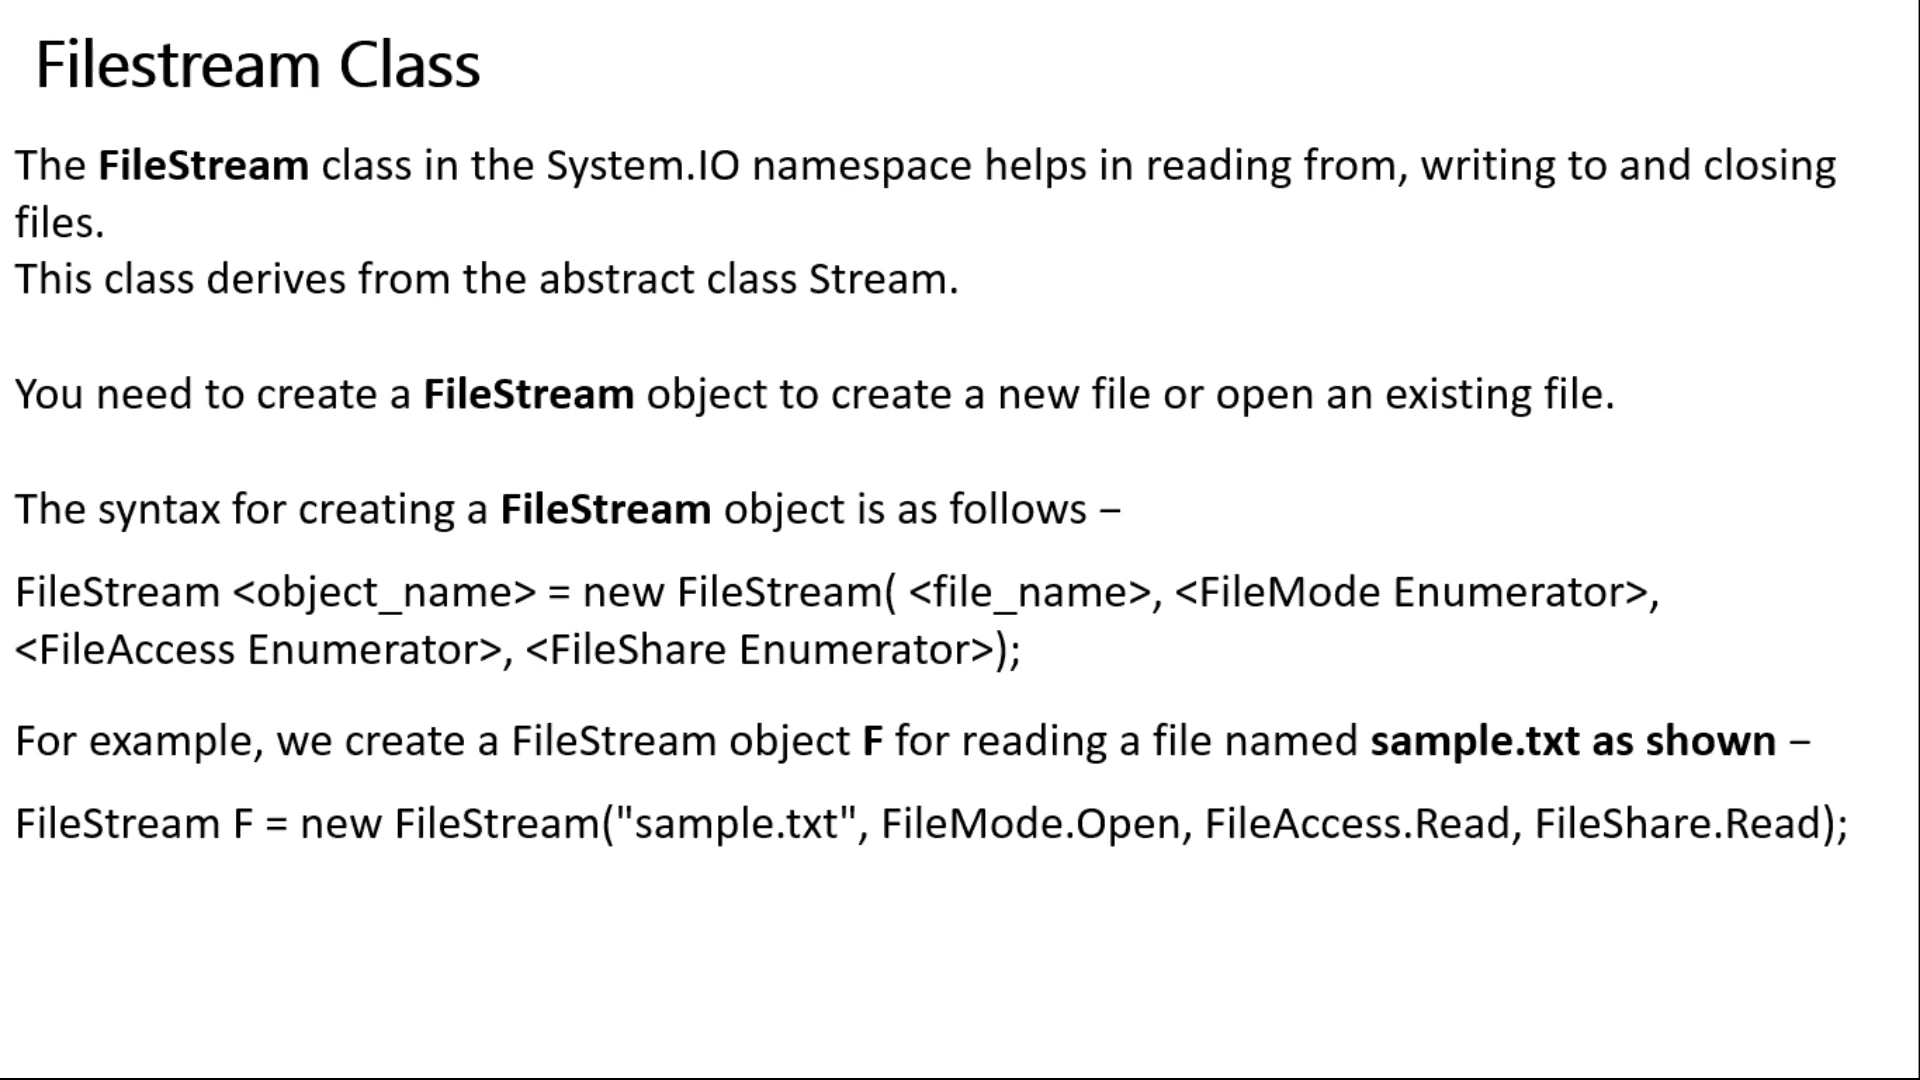 Filestream Class
The FileStream class in the System.IO namespace helps in reading from, writing to and closing
files.
This class derives from the abstract class Stream.
You need to create a FileStream object to create a new file or open an existing file.
The syntax for creating a FileStream object is as follows –
FileStream <object_name> = new FileStream( <file_name>, <FileMode Enumerator>,
<FileAccess Enumerator>, <FileShare Enumerator>);
For example, we create a FileStream object F for reading a file named sample.txt as shown –
FileStream F = new FileStream("sample.txt", FileMode.Open, FileAccess.Read, FileShare.Read);